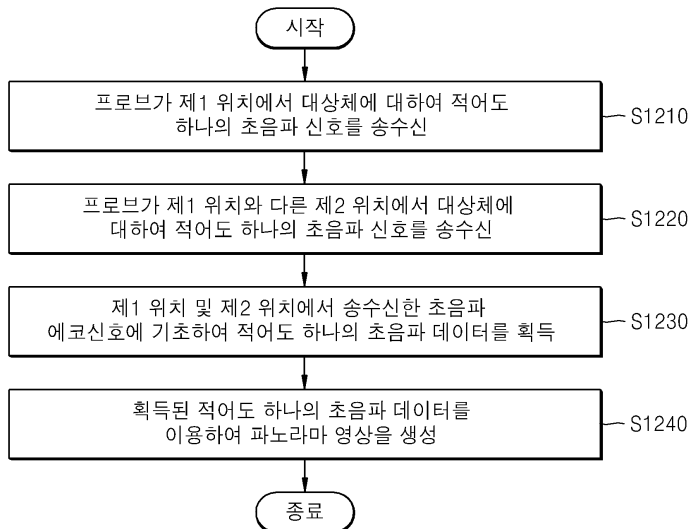 시작
프로브가 제1 위치에서 대상체에 대하여 적어도
하나의 초음파 신호를 송수신
S1210
프로브가 제1 위치와 다른 제2 위치에서 대상체에
대하여 적어도 하나의 초음파 신호를 송수신
S1220
제1 위치 및 제2 위치에서 송수신한 초음파
에코신호에 기초하여 적어도 하나의 초음파 데이터를 획득
S1230
획득된 적어도 하나의 초음파 데이터를
이용하여 파노라마 영상을 생성
S1240
종료